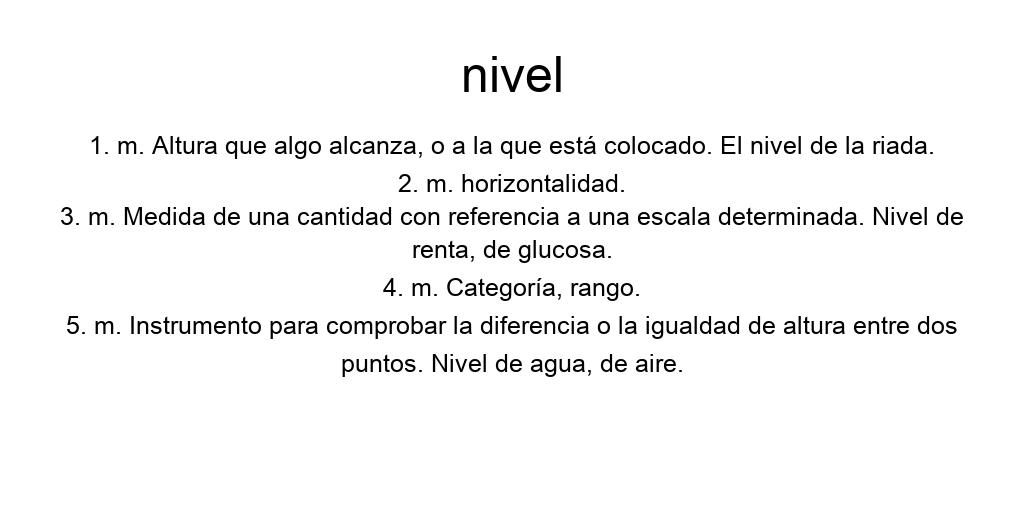 nivel
1. m. Altura que algo alcanza, o a la que está colocado. El nivel de la riada.
2. m. horizontalidad.
3. m. Medida de una cantidad con referencia a una escala determinada. Nivel de
renta, de glucosa.
4. m. Categoría, rango.
5. m. Instrumento para comprobar la diferencia o la igualdad de altura entre dos
puntos. Nivel de agua, de aire.